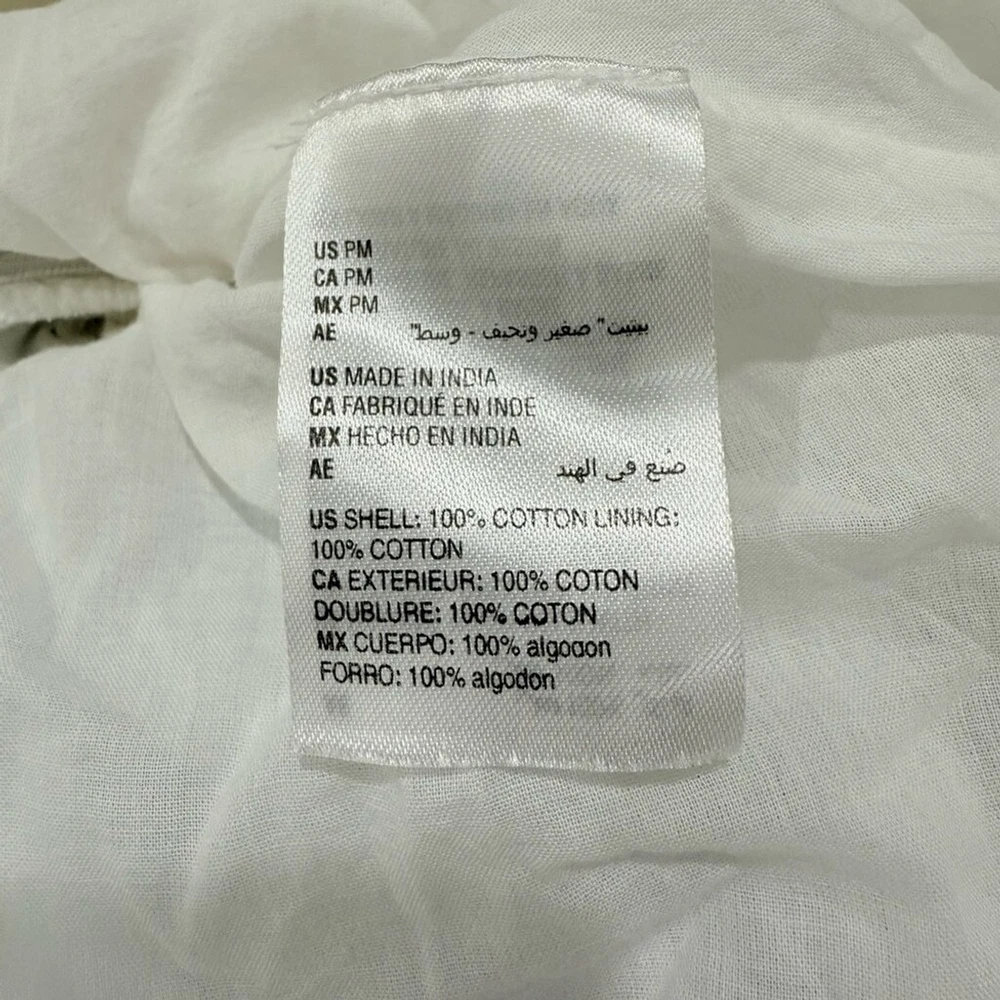 US PM
CA PM
MX PM
AE بيتيت" صغير ونحيف - وسط"
US MADE IN INDIA
CA FABRIQUÉ EN INDE
MX HECHO EN INDIA
AE صُنع في الهند
US SHELL: 100% COTTON LINING:
100% COTTON
CA EXTERIEUR: 100% COTON
DOUBLURE: 100% COTON
MX CUERPO: 100% algodon
FORRO: 100% algodon